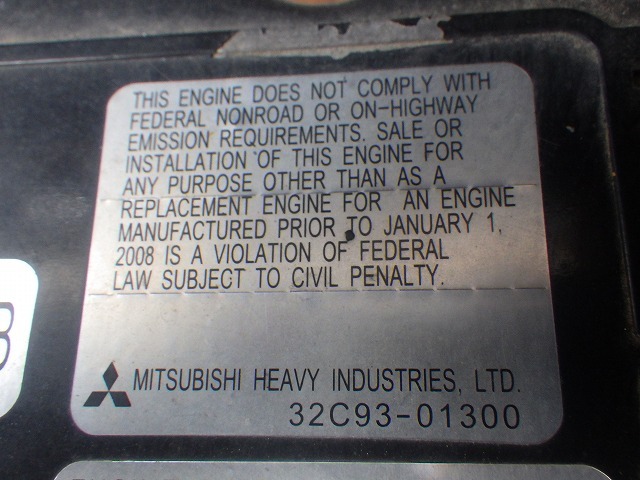 THIS ENGINE DOES NOT COMPLY WITH
FEDERAL NONROAD OR ON-HIGHWAY
EMISSION REQUIREMENTS. SALE OR
INSTALLATION OF THIS ENGINE FOR
ANY PURPOSE OTHER THAN AS A
REPLACEMENT ENGINE FOR AN ENGINE
MANUFACTURED PRIOR TO JANUARY 1,
2008 IS A VIOLATION OF FEDERAL
LAW SUBJECT TO CIVIL PENALTY.
MITSUBISHI HEAVY INDUSTRIES, LTD.
32C93-01300